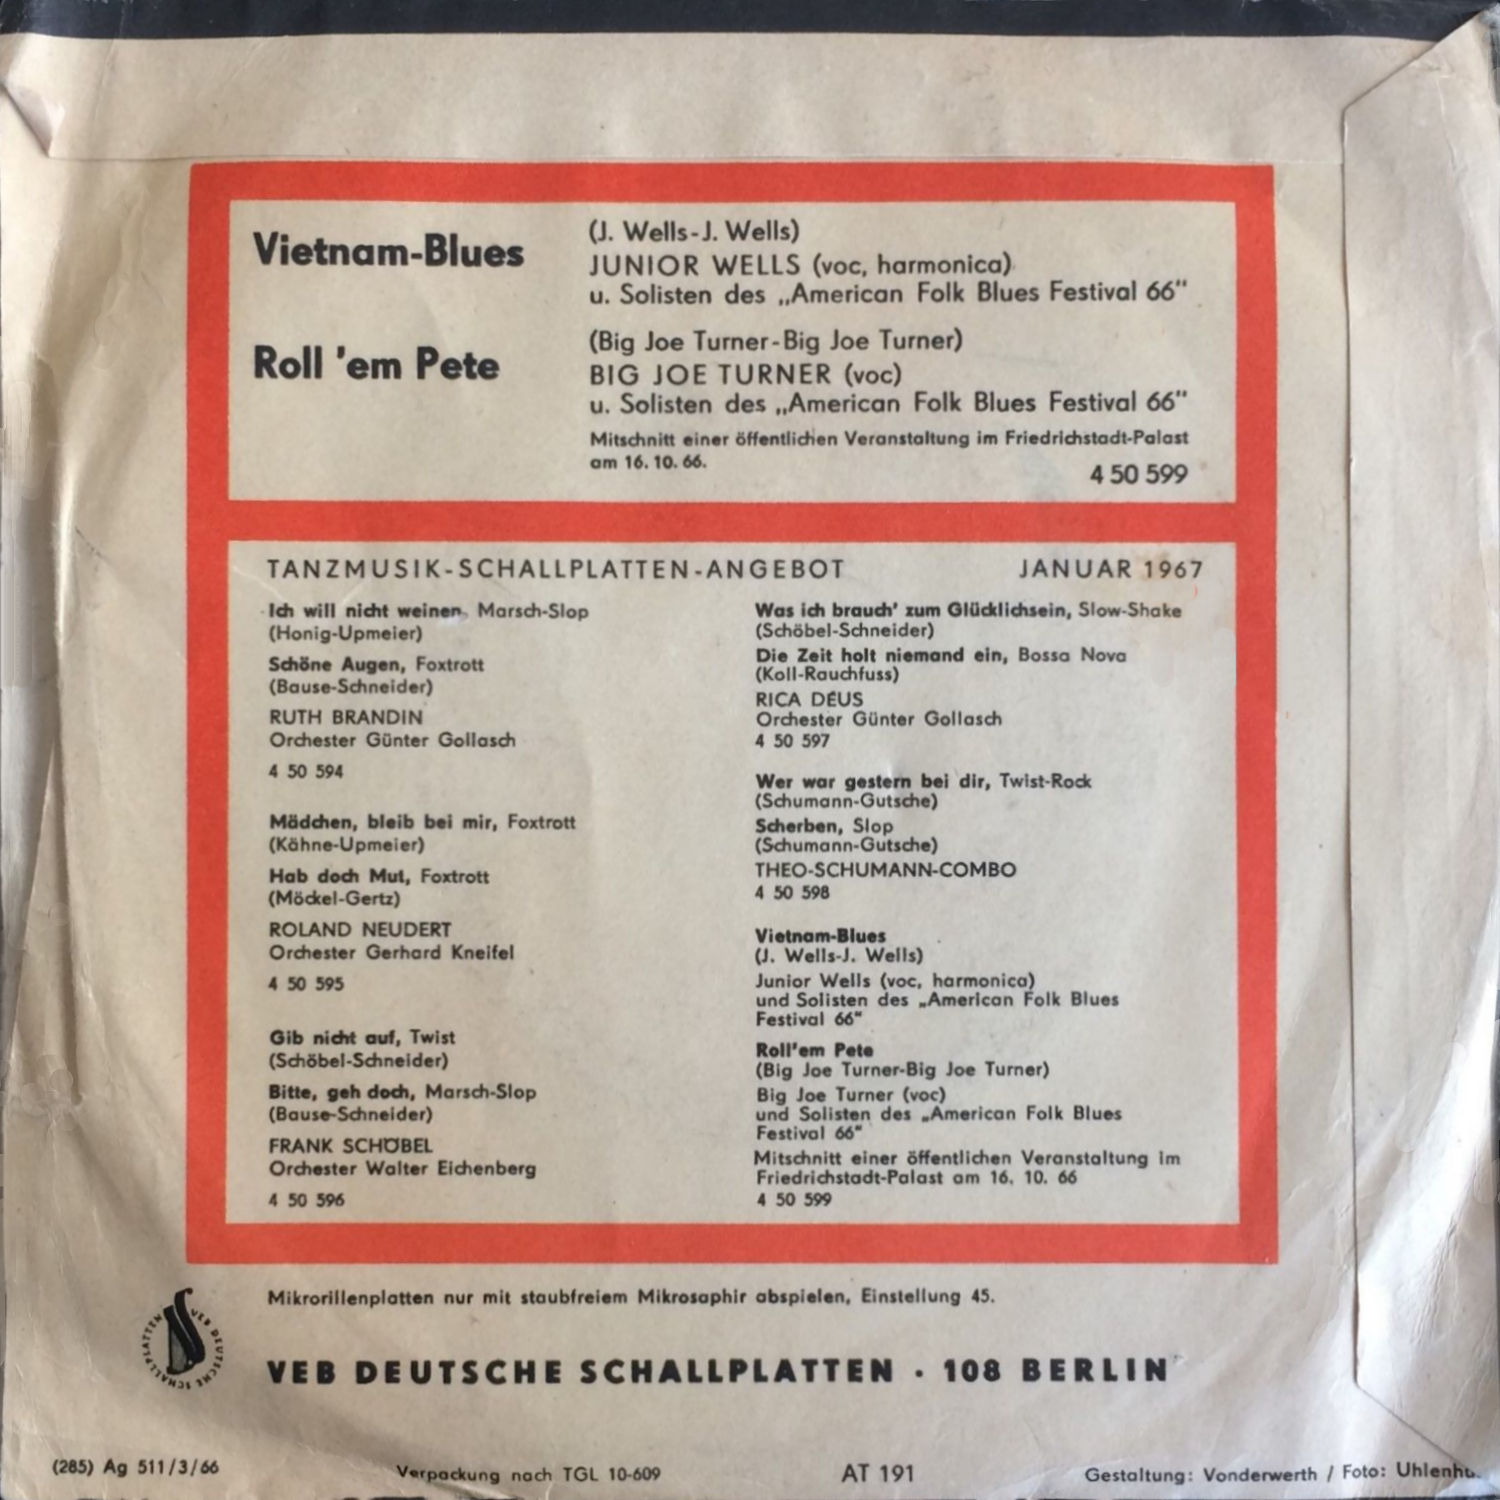 Vietnam-Blues
(J. Wells-J. Wells)
JUNIOR WELLS (voc, harmonica)
u. Solisten des „American Folk Blues Festival 66"
Roll 'em Pete
(Big Joe Turner-Big Joe Turner)
BIG JOE TURNER (voc)
u. Solisten des „American Folk Blues Festival 66"
Mitschnitt einer öffentlichen Veranstaltung im Friedrichstadt-Palast
am 16. 10. 66.
4 50 599
TANZMUSIK-SCHALLPLATTEN-ANGEBOT JANUAR 1967
Ich will nicht weinen, Marsch-Slop
(Honig-Upmeier)
Schöne Augen, Foxtrott
(Bause-Schneider)
RUTH BRANDIN
Orchester Günter Gollasch
4 50 594
Mädchen, bleib bei mir, Foxtrott
(Kähne-Upmeier)
Hab doch Mut, Foxtrott
(Möckel-Gertz)
ROLAND NEUDERT
Orchester Gerhard Kneifel
4 50 595
Gib nicht auf, Twist
(Schöbel-Schneider)
Bitte, geh doch, Marsch-Slop
(Bause-Schneider)
FRANK SCHÖBEL
Orchester Walter Eichenberg
4 50 596
Was ich brauch' zum Glücklichsein, Slow-Shake
(Schöbel-Schneider)
Die Zeit holt niemand ein, Bossa Nova
(Koll-Rauchfuss)
RICA DÉUS
Orchester Günter Gollasch
4 50 597
Wer war gestern bei dir, Twist-Rock
(Schumann-Gutsche)
Scherben, Slop
(Schumann-Gutsche)
THEO-SCHUMANN-COMBO
4 50 598
Vietnam-Blues
(J. Wells-J. Wells)
Junior Wells (voc, harmonica)
und Solisten des „American Folk Blues
Festival 66"
Roll'em Pete
(Big Joe Turner-Big Joe Turner)
Big Joe Turner (voc)
und Solisten des „American Folk Blues
Festival 66"
Mitschnitt einer öffentlichen Veranstaltung im
Friedrichstadt-Palast am 16. 10. 66
4 50 599
Mikrorillenplatten nur mit staubfreiem Mikrosaphir abspielen, Einstellung 45.
VEB DEUTSCHE SCHALLPLATTEN
VEB DEUTSCHE SCHALLPLATTEN · 108 BERLIN
(285) Ag 511/3/66
Verpackung nach TGL 10-609
AT 191
Gestaltung: Vonderwerth / Foto: